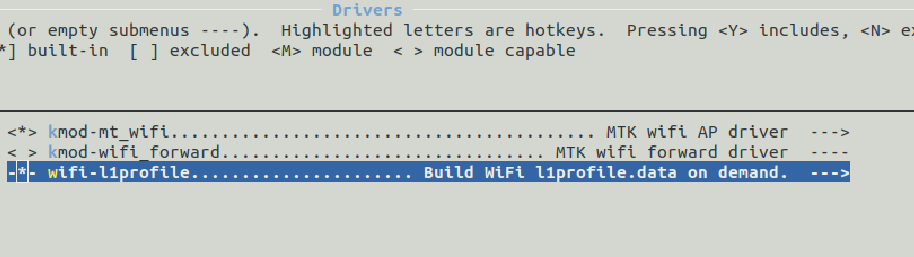 Drivers
(or empty submenus ----).  Highlighted letters are hotkeys.  Pressing <Y> includes, <N> ex
*] built-in  [ ] excluded  <M> module  < > module capable
<*> kmod-mt_wifi.......................................... MTK wifi AP driver  --->
< > kmod-wifi_forward................................ MTK wifi forward driver  ----
-*- wifi-l1profile...................... Build WiFi l1profile.data on demand.  --->